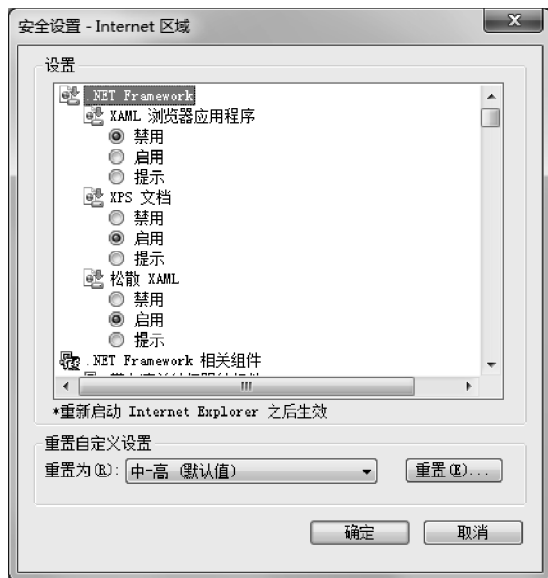 安全设置 - Internet 区域
设置
.NET Framework
XAML 浏览器应用程序
禁用
启用
提示
XPS 文档
禁用
启用
提示
松散 XAML
禁用
启用
提示
.NET Framework 相关组件
*重新启动 Internet Explorer 之后生效
重置自定义设置
重置为(R): 中-高 (默认值)
重置(E)...
确定 取消